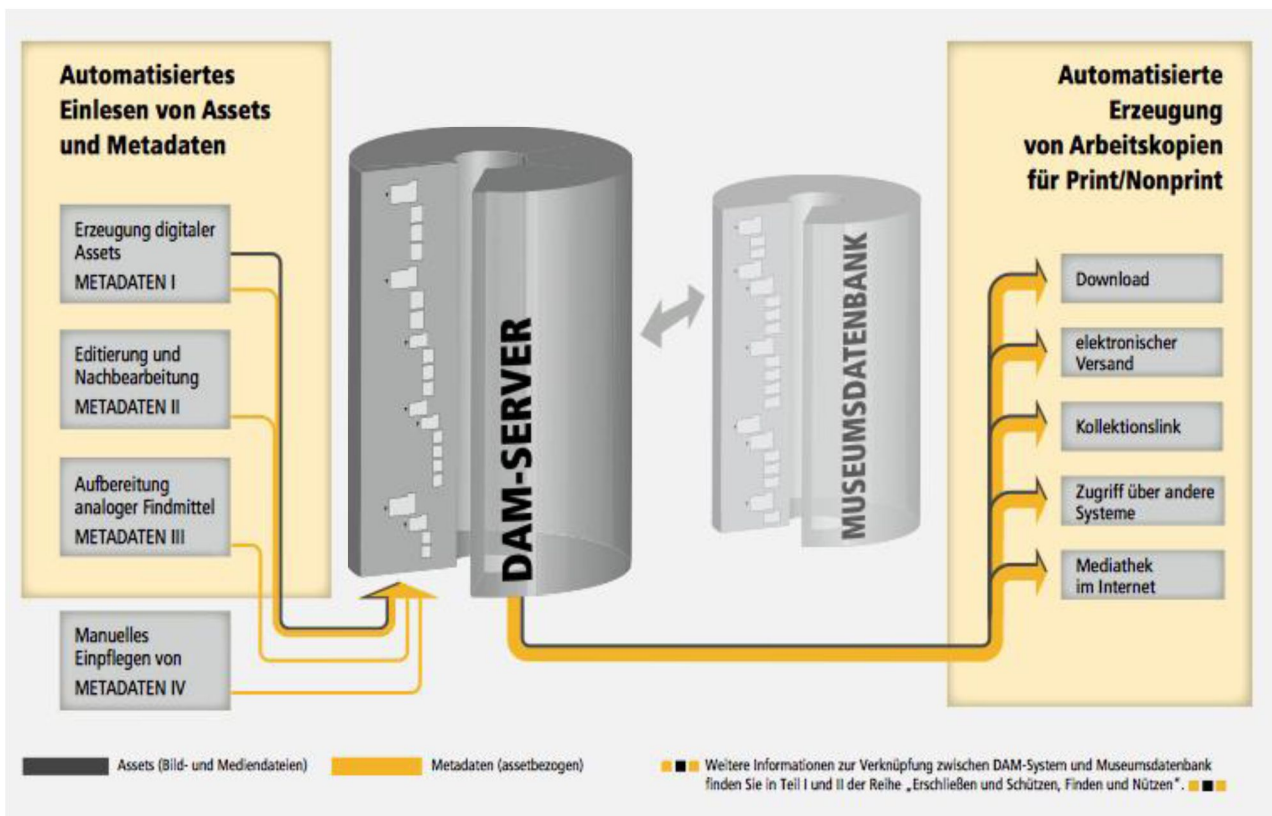 Automatisiertes
Einlesen von Assets
und Metadaten
Erzeugung digitaler
Assets
METADATEN I
Editierung und
Nachbearbeitung
METADATEN II
Aufbereitung
analoger Findmittel
METADATEN III
Manuelles
Einpflegen von
METADATEN IV
DAM-SERVER
MUSEUMSDATENBANK
Automatisierte
Erzeugung
von Arbeitskopien
für Print/Nonprint
Download
elektronischer
Versand
Kollektionslink
Zugriff über andere
Systeme
Mediathek
im Internet
Assets (Bild- und Mediendateien)
Metadaten (assetbezogen)
Weitere Informationen zur Verknüpfung zwischen DAM-System und Museumsdatenbank
finden Sie in Teil I und II der Reihe „Erschließen und Schützen, Finden und Nützen“.